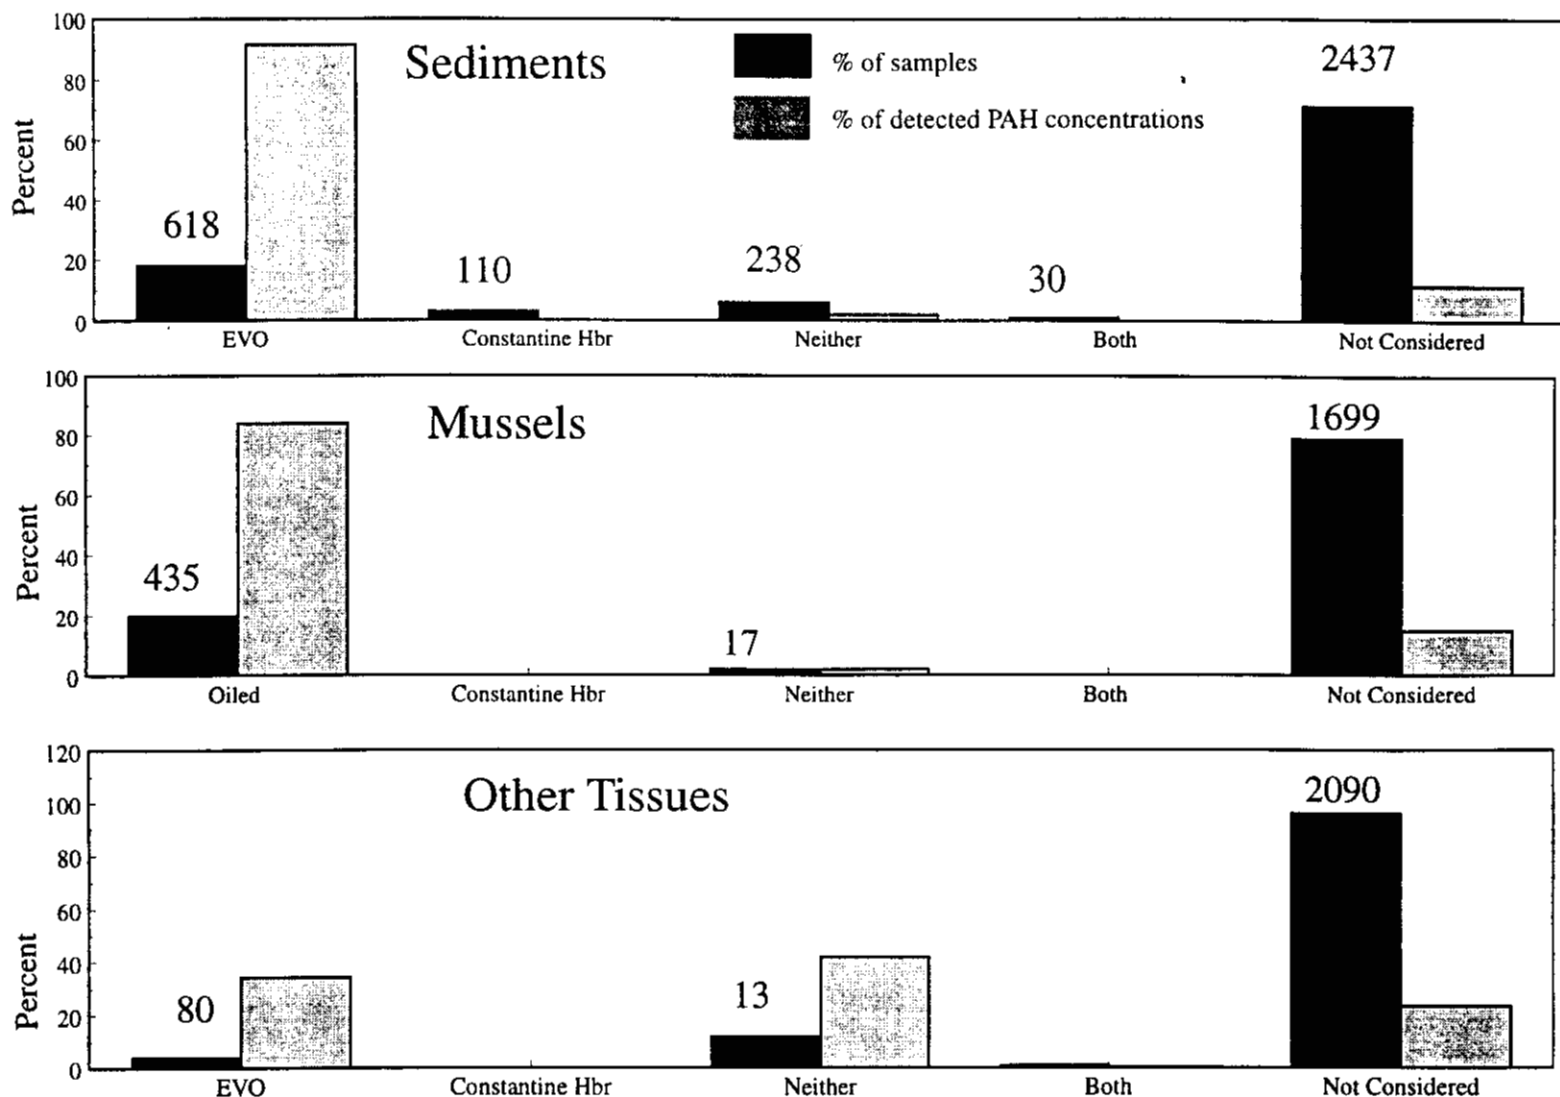 Sediments
% of samples
% of detected PAH concentrations
Percent
100
80
60
40
20
0
618
110
238
30
2437
EVO Constantine Hbr Neither Both Not Considered
Mussels
Percent
100
80
60
40
20
0
435
17
1699
Oiled Constantine Hbr Neither Both Not Considered
Other Tissues
Percent
120
100
80
60
40
20
0
80
13
2090
EVO Constantine Hbr Neither Both Not Considered